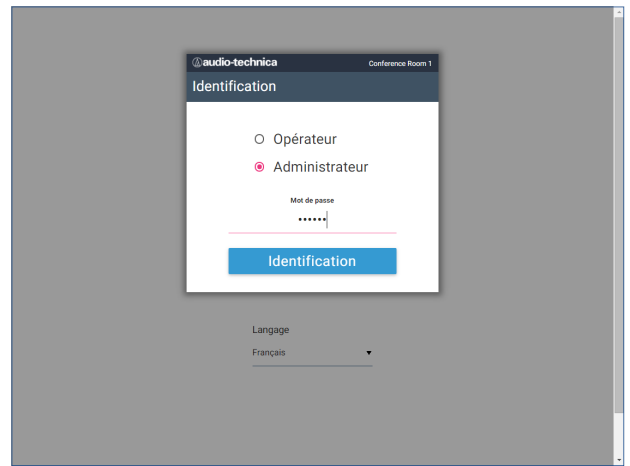 audio-technica Conference Room 1
Identification
Opérateur
Administrateur
Mot de passe
••••••
Identification
Langage
Français